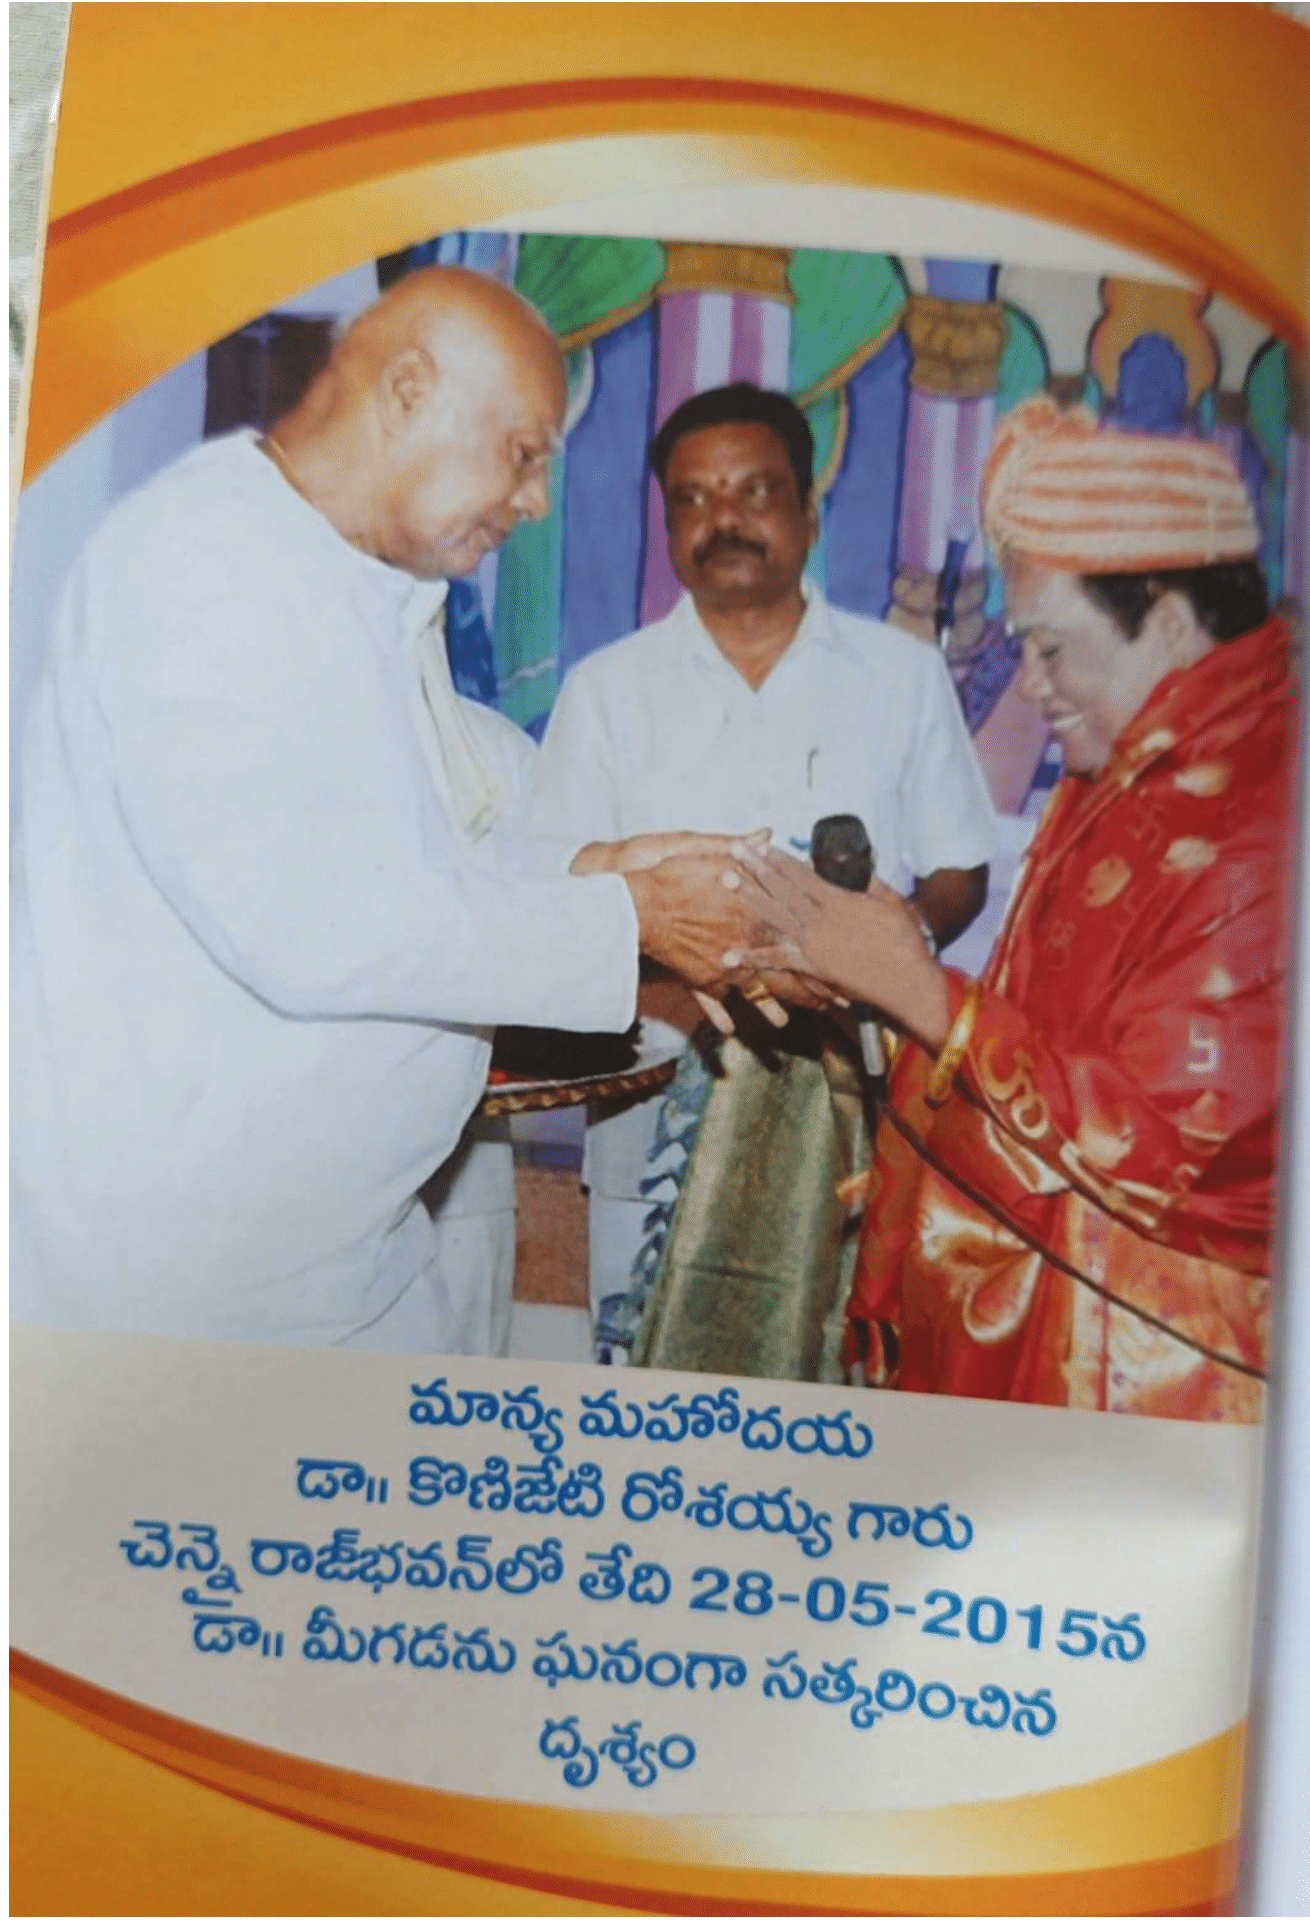 మాన్య మహోదయ
డా॥ కొణిజేటి రోశయ్య గారు
చెన్నై రాజ్‌భవన్‌లో తేది 28-05-2015న
డా॥ మీగడను ఘనంగా సత్కరించిన
దృశ్యం